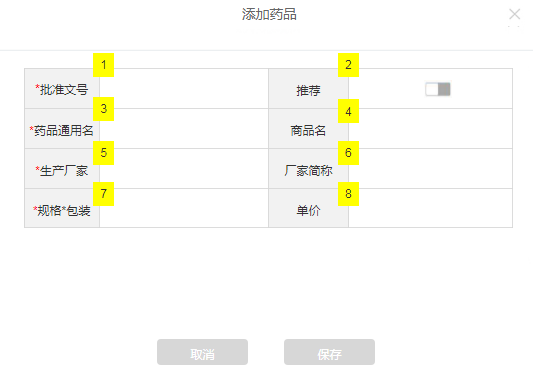 添加药品
1
2
*批准文号
推荐
3
4
*药品通用名
商品名
5
6
*生产厂家
厂家简称
7
8
*规格*包装
单价
取消
保存